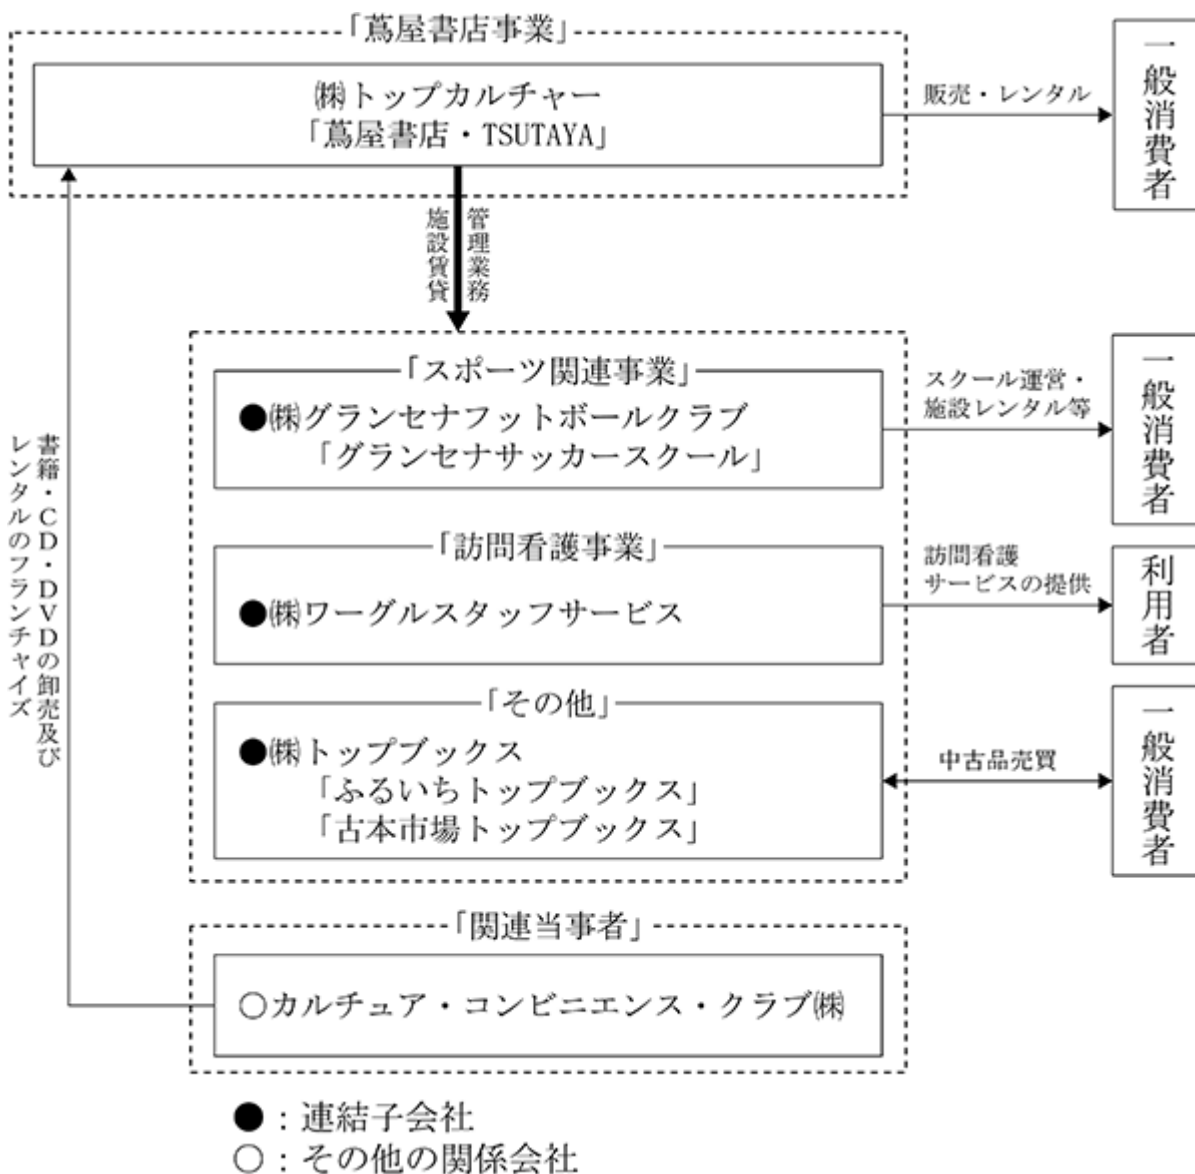 「蔦屋書店事業」
㈱トップカルチャー
「蔦屋書店・TSUTAYA」
販売・レンタル
一般消費者
管理業務
施設賃貸
「スポーツ関連事業」
●㈱グランセナフットボールクラブ
「グランセナサッカースクール」
スクール運営・
施設レンタル等
一般消費者
「訪問看護事業」
●㈱ワーグルスタッフサービス
訪問看護
サービスの提供
利用者
「その他」
●㈱トップブックス
「ふるいちトップブックス」
「古本市場トップブックス」
中古品売買
一般消費者
書籍・CD・DVDの卸売及び
レンタルのフランチャイズ
「関連当事者」
○カルチュア・コンビニエンス・クラブ㈱
●：連結子会社
○：その他の関係会社